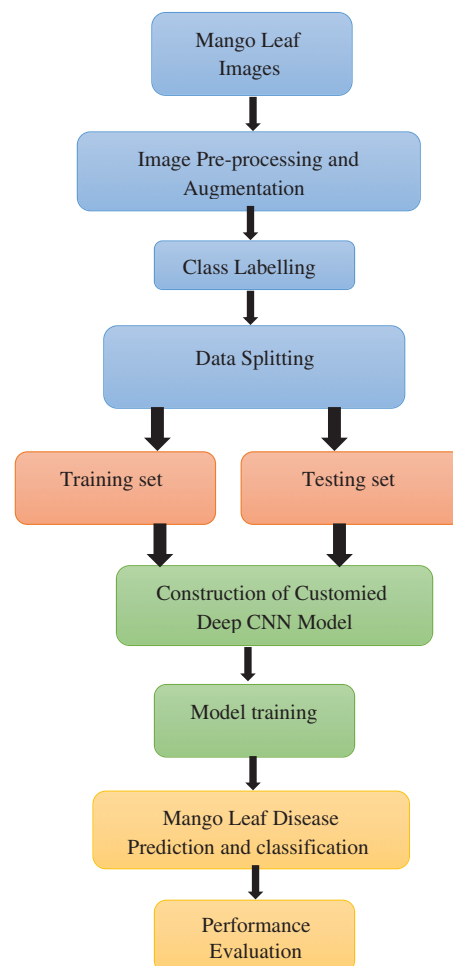 Mango Leaf
Images
Image Pre-processing and
Augmentation
Class Labelling
Data Splitting
Training set
Testing set
Construction of Customied
Deep CNN Model
Model training
Mango Leaf Disease
Prediction and classification
Performance
Evaluation